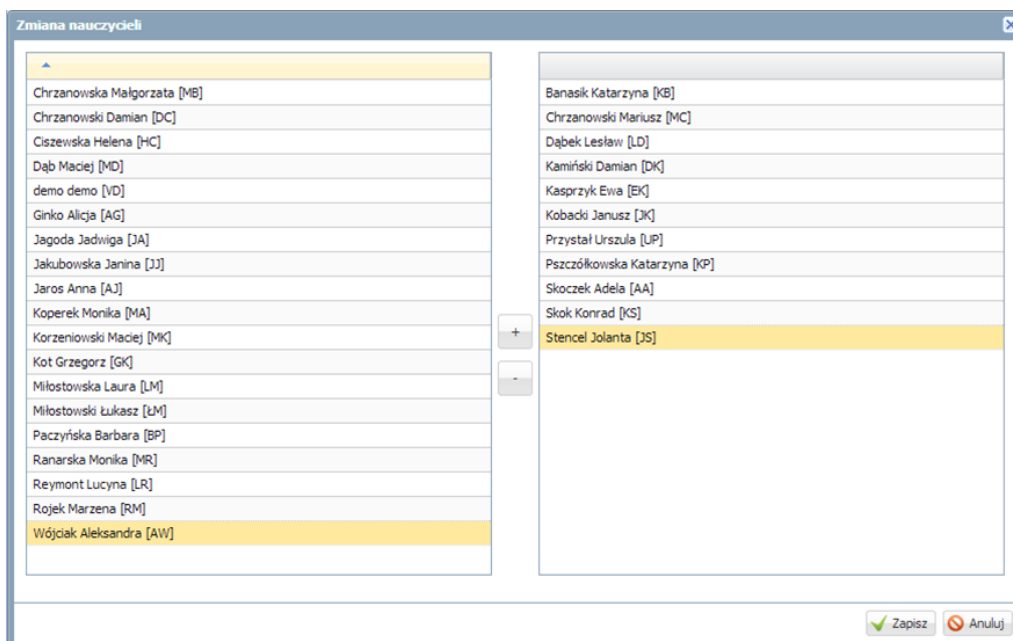 Zmiana nauczycieli
Chrzanowska Małgorzata [MB]
Chrzanowski Damian [DC]
Ciszewska Helena [HC]
Dąb Maciej [MD]
demo demo [VD]
Ginko Alicja [AG]
Jagoda Jadwiga [JA]
Jakubowska Janina [JJ]
Jaros Anna [AJ]
Koperek Monika [MA]
Korzeniowski Maciej [MK]
Kot Grzegorz [GK]
Miłostowska Laura [LM]
Miłostowski Łukasz [ŁM]
Paczyńska Barbara [BP]
Ranarska Monika [MR]
Reymont Lucyna [LR]
Rojek Marzena [RM]
Wójciak Aleksandra [AW]
+
-
Banasik Katarzyna [KB]
Chrzanowski Mariusz [MC]
Dąbek Lesław [LD]
Kamiński Damian [DK]
Kasprzyk Ewa [EK]
Kobacki Janusz [JK]
Przystał Urszula [UP]
Pszczółkowska Katarzyna [KP]
Skoczek Adela [AA]
Skok Konrad [KS]
Stencel Jolanta [JS]
Zapisz
Anuluj